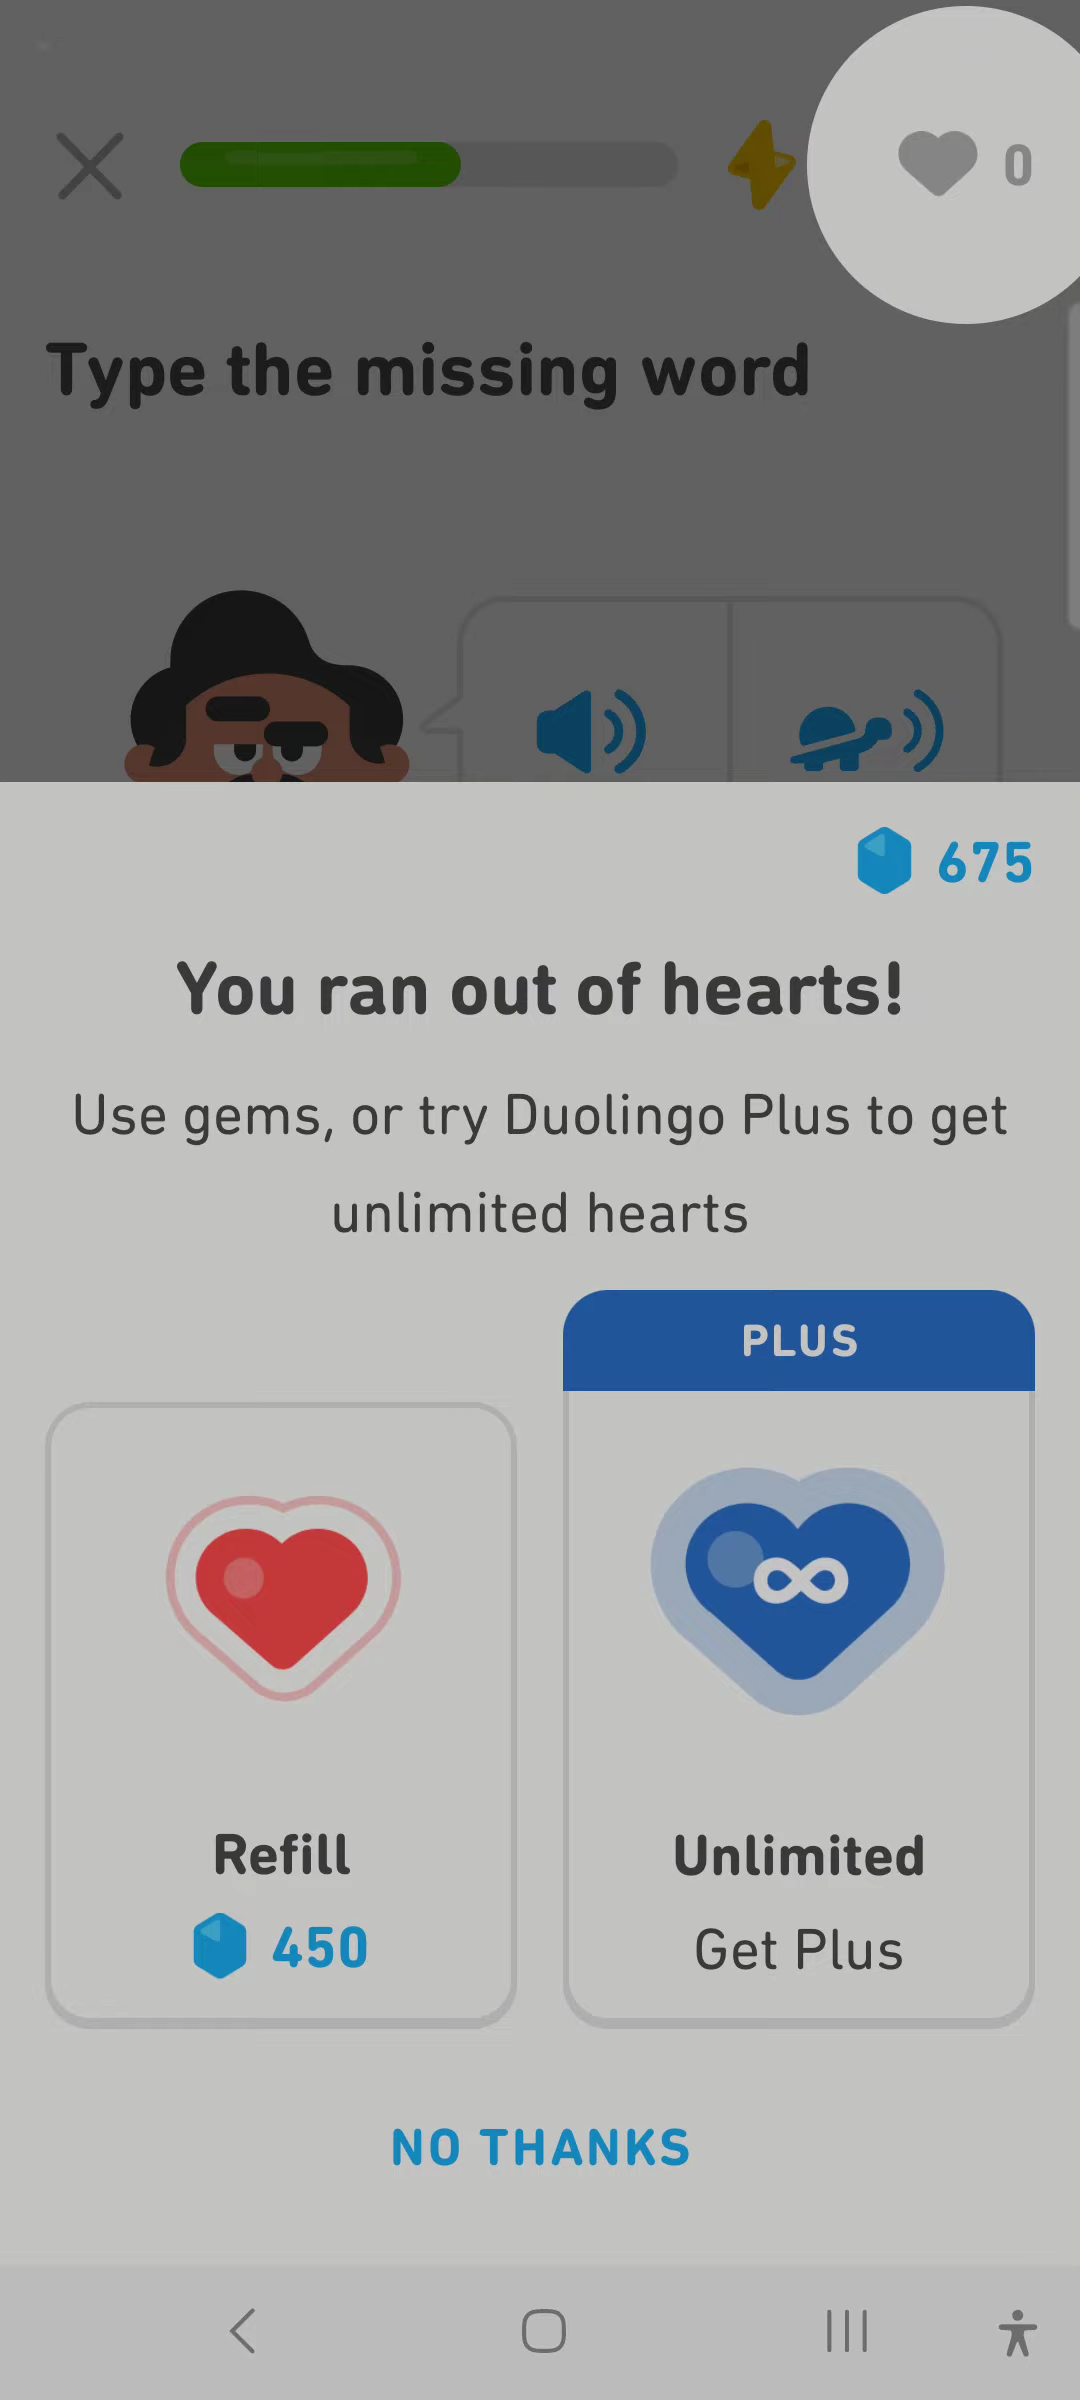 0
Type the missing word
675
You ran out of hearts!
Use gems, or try Duolingo Plus to get
unlimited hearts
PLUS
Refill
450
Unlimited
Get Plus
NO THANKS